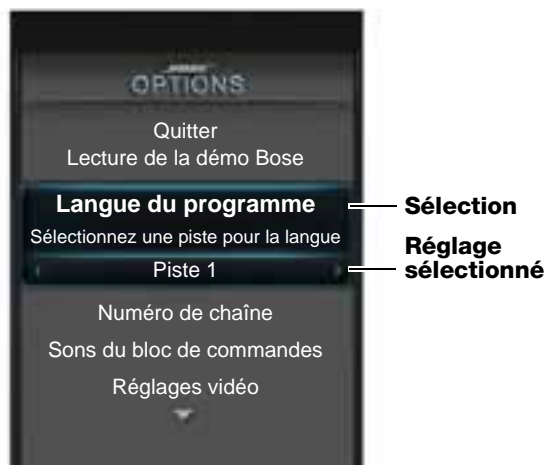 OPTIONS
Quitter
Lecture de la démo Bose
Langue du programme
Sélection
Sélectionnez une piste pour la langue
Réglage
sélectionné
Piste 1
Numéro de chaîne
Sons du bloc de commandes
Réglages vidéo